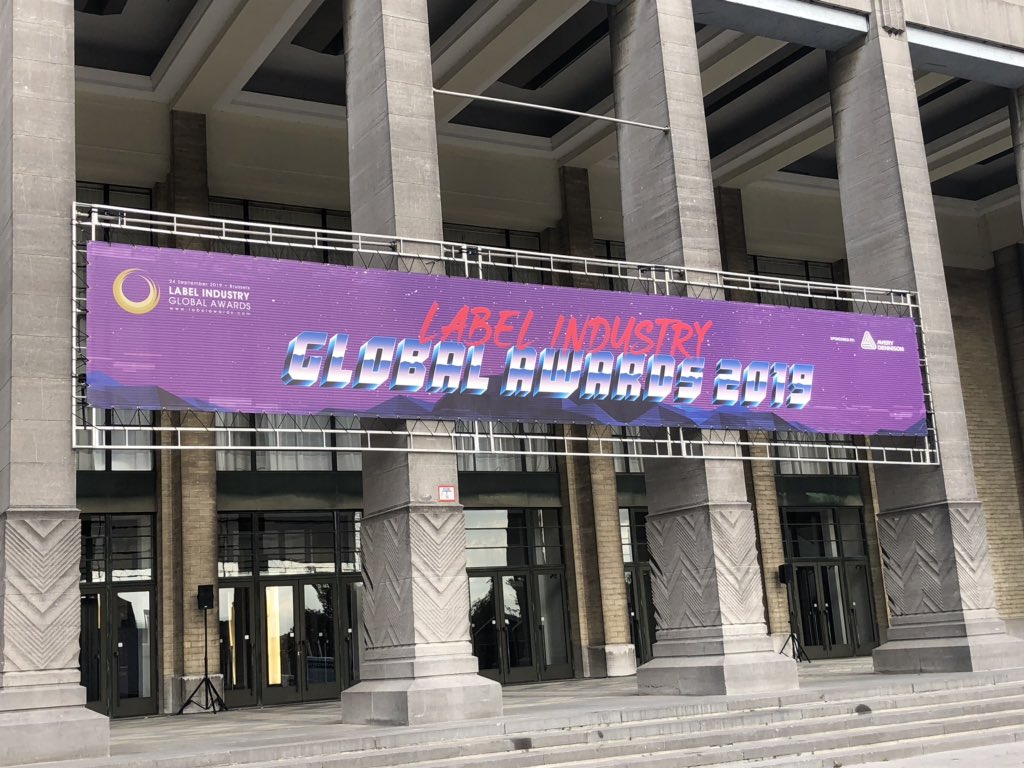 24 September 2019 - Brussels
LABEL INDUSTRY
GLOBAL AWARDS
www.labelawards.com
LABEL INDUSTRY
GLOBAL AWARDS 2019
SPONSORED BY:
AVERY
DENNISON